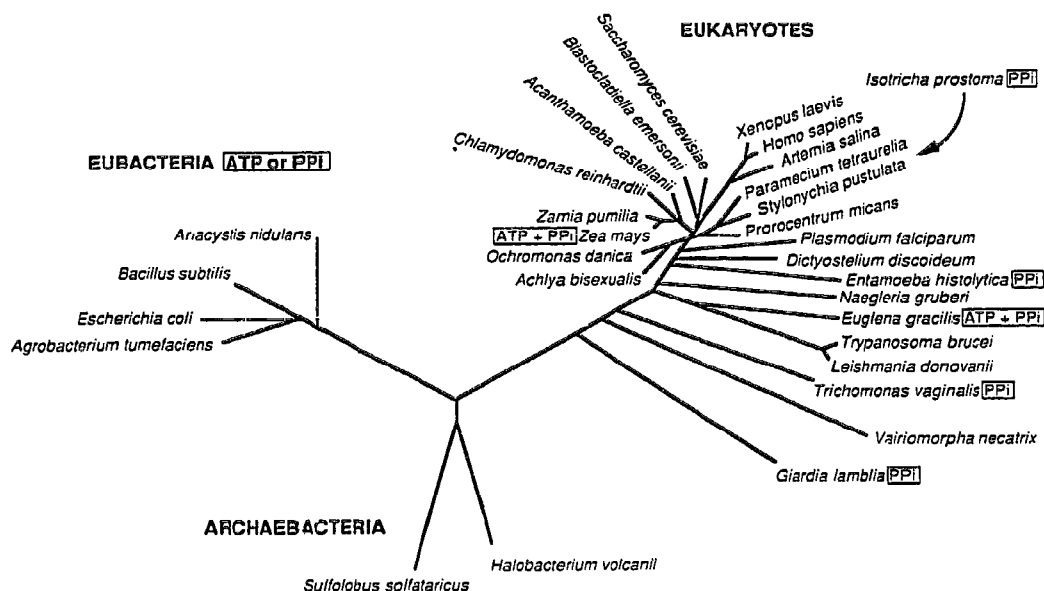 EUKARYOTES
Saccharomyces cerevisiae
Blastocladiella emersonii
Acanthamoeba castellanii
Chlamydomonas reinhardtii
Isotricha prostoma PPi
Xenopus laevis
Homo sapiens
Artemia salina
Paramecium tetraurelia
Stylonychia pustulata
Prorocentrum micans
EUBACTERIA ATP or PPi
Zamia pumilia
ATP + PPi Zea mays
Ochromonas danica
Achlya bisexualis
Plasmodium falciparum
Dictyostelium discoideum
Entamoeba histolytica PPi
Naegleria gruberi
Euglena gracilis ATP + PPi
Trypanosoma brucei
Leishmania donovanii
Trichomonas vaginalis PPi
Vairiomorpha necatrix
Giardia lamblia PPi
Anacystis nidulans
Bacillus subtilis
Escherichia coli
Agrobacterium tumefaciens
ARCHAEBACTERIA
Halobacterium volcanii
Sulfolobus solfataricus